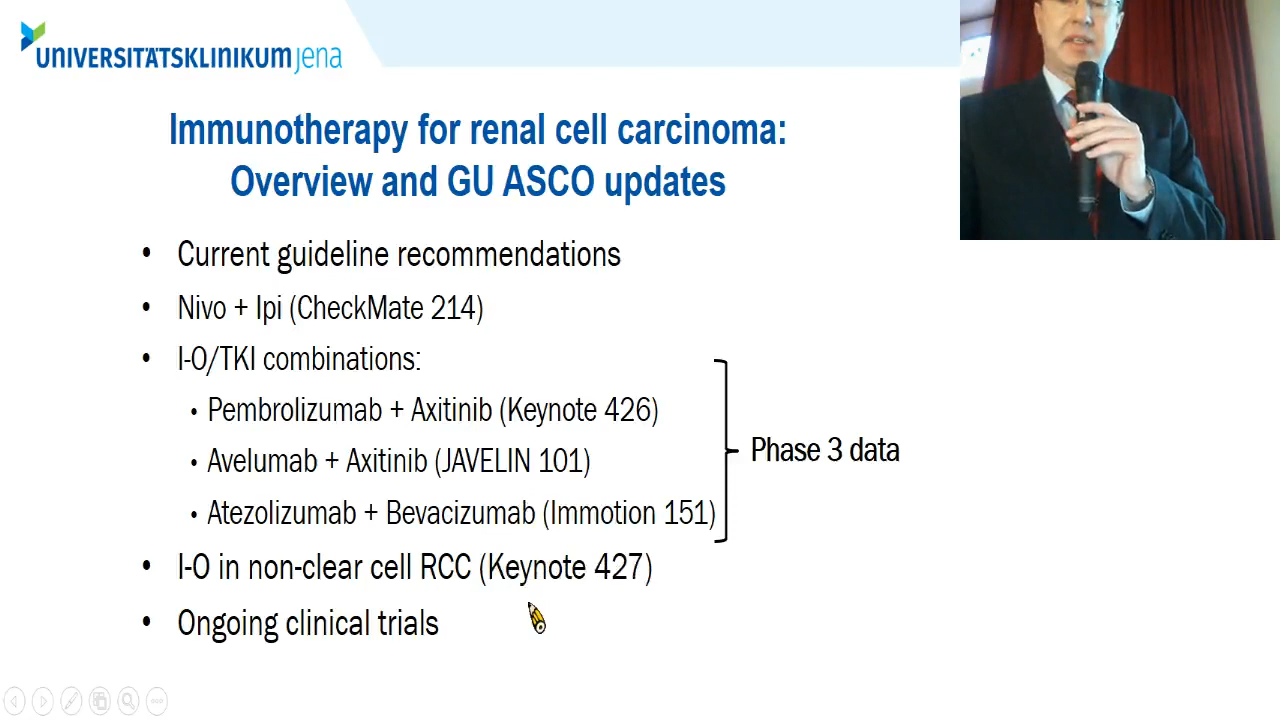 UNIVERSITÄTSKLINIKUMjena
Immunotherapy for renal cell carcinoma:
Overview and GU ASCO updates
• Current guideline recommendations
• Nivo + Ipi (CheckMate 214)
• I-O/TKI combinations:
• Pembrolizumab + Axitinib (Keynote 426)
• Avelumab + Axitinib (JAVELIN 101)
• Atezolizumab + Bevacizumab (Immotion 151)
Phase 3 data
• I-O in non-clear cell RCC (Keynote 427)
• Ongoing clinical trials